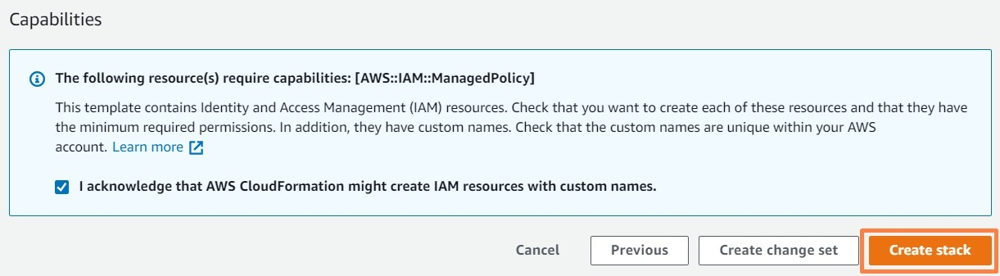 Capabilities
The following resource(s) require capabilities: [AWS::IAM::ManagedPolicy]
This template contains Identity and Access Management (IAM) resources. Check that you want to create each of these resources and that they have
the minimum required permissions. In addition, they have custom names. Check that the custom names are unique within your AWS
account. Learn more
I acknowledge that AWS CloudFormation might create IAM resources with custom names.
Cancel Previous Create change set Create stack